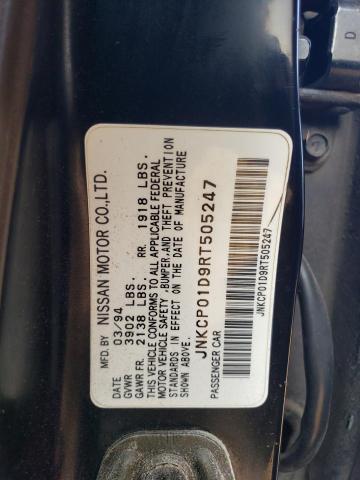 MFD. BY NISSAN MOTOR CO.,LTD.
DATE 03/94
GVWR 3902 LBS.
GAWR FR. 1138 LBS. RR. 1918 LBS.
THIS VEHICLE CONFORMS TO ALL APPLICABLE FEDERAL
MOTOR VEHICLE SAFETY ,BUMPER,AND THEFT PREVENTION
STANDARDS IN EFFECT ON THE DATE OF MANUFACTURE
SHOWN ABOVE.
JNKCP01D9RT505247
PASSENGER CAR
JNKCP01D9RT505247